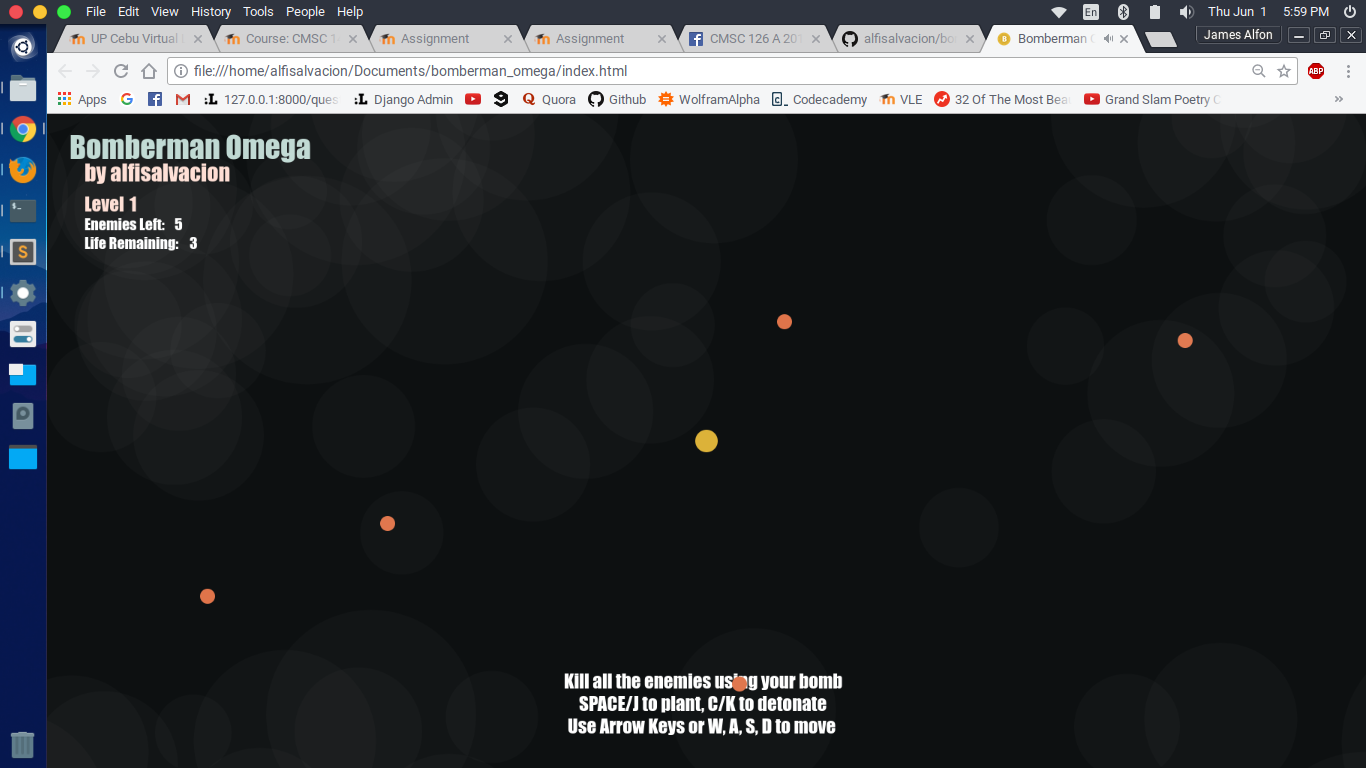 File Edit View History Tools People Help
En Thu Jun 1 5:59 PM
UP Cebu Virtual Course: CMSC Assignment Assignment CMSC 126 A alfisalvacion/ Bomberman James Alfon
file:///home/alfisalvacion/Documents/bomberman_omega/index.html ABP
Apps 127.0.0.1:8000/ques Django Admin Quora Github WolframAlpha Codecademy VLE 32 Of The Most Grand Slam Poetry
Bomberman Omega
by alfisalvacion
Level 1
Enemies Left: 5
Life Remaining: 3
Kill all the enemies using your bomb
SPACE/J to plant, C/K to detonate
Use Arrow Keys or W, A, S, D to move